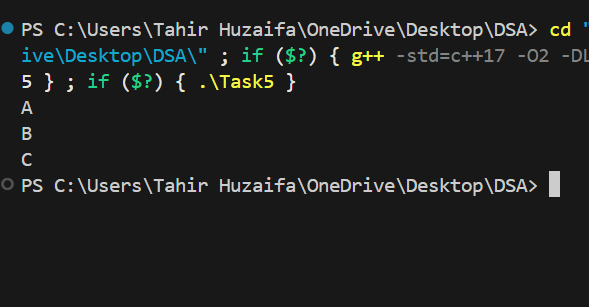 PS C:\Users\Tahir Huzaifa\OneDrive\Desktop\DSA> cd "
ive\Desktop\DSA\" ; if ($?) { g++ -std=c++17 -O2 -DL
5 } ; if ($?) { .\Task5 }
A
B
C
PS C:\Users\Tahir Huzaifa\OneDrive\Desktop\DSA>